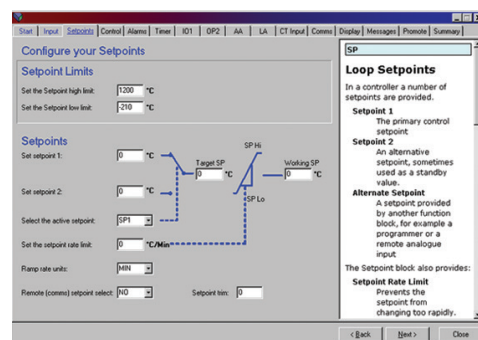 Start Input Setpoints Control Alarms Timer IO1 OP2 AA LA CT Input Comms Display Messages Promote Summary
Configure your Setpoints
Setpoint Limits
Set the Setpoint high limit: 1200 °C
Set the Setpoint low limit: -210 °C
Setpoints
Set setpoint 1: 0 °C
SP Hi
Target SP
0 °C
Working SP
0 °C
Set setpoint 2: 0 °C
SP Lo
Select the active setpoint: SP1
Set the setpoint rate limit: 0 °C/Min
Ramp rate units: MIN
Remote (comms) setpoint select: NO
Setpoint trim: 0
SP
Loop Setpoints
In a controller a number of
setpoints are provided.
Setpoint 1
The primary control
setpoint
Setpoint 2
An alternative
setpoint, sometimes
used as a standby
value.
Alternate Setpoint
A setpoint provided
by another function
block, for example a
programmer or a
remote analogue
input
The Setpoint block also provides:
Setpoint Rate Limit
Prevents the
setpoint from
changing too rapidly.
< Back Next > Close